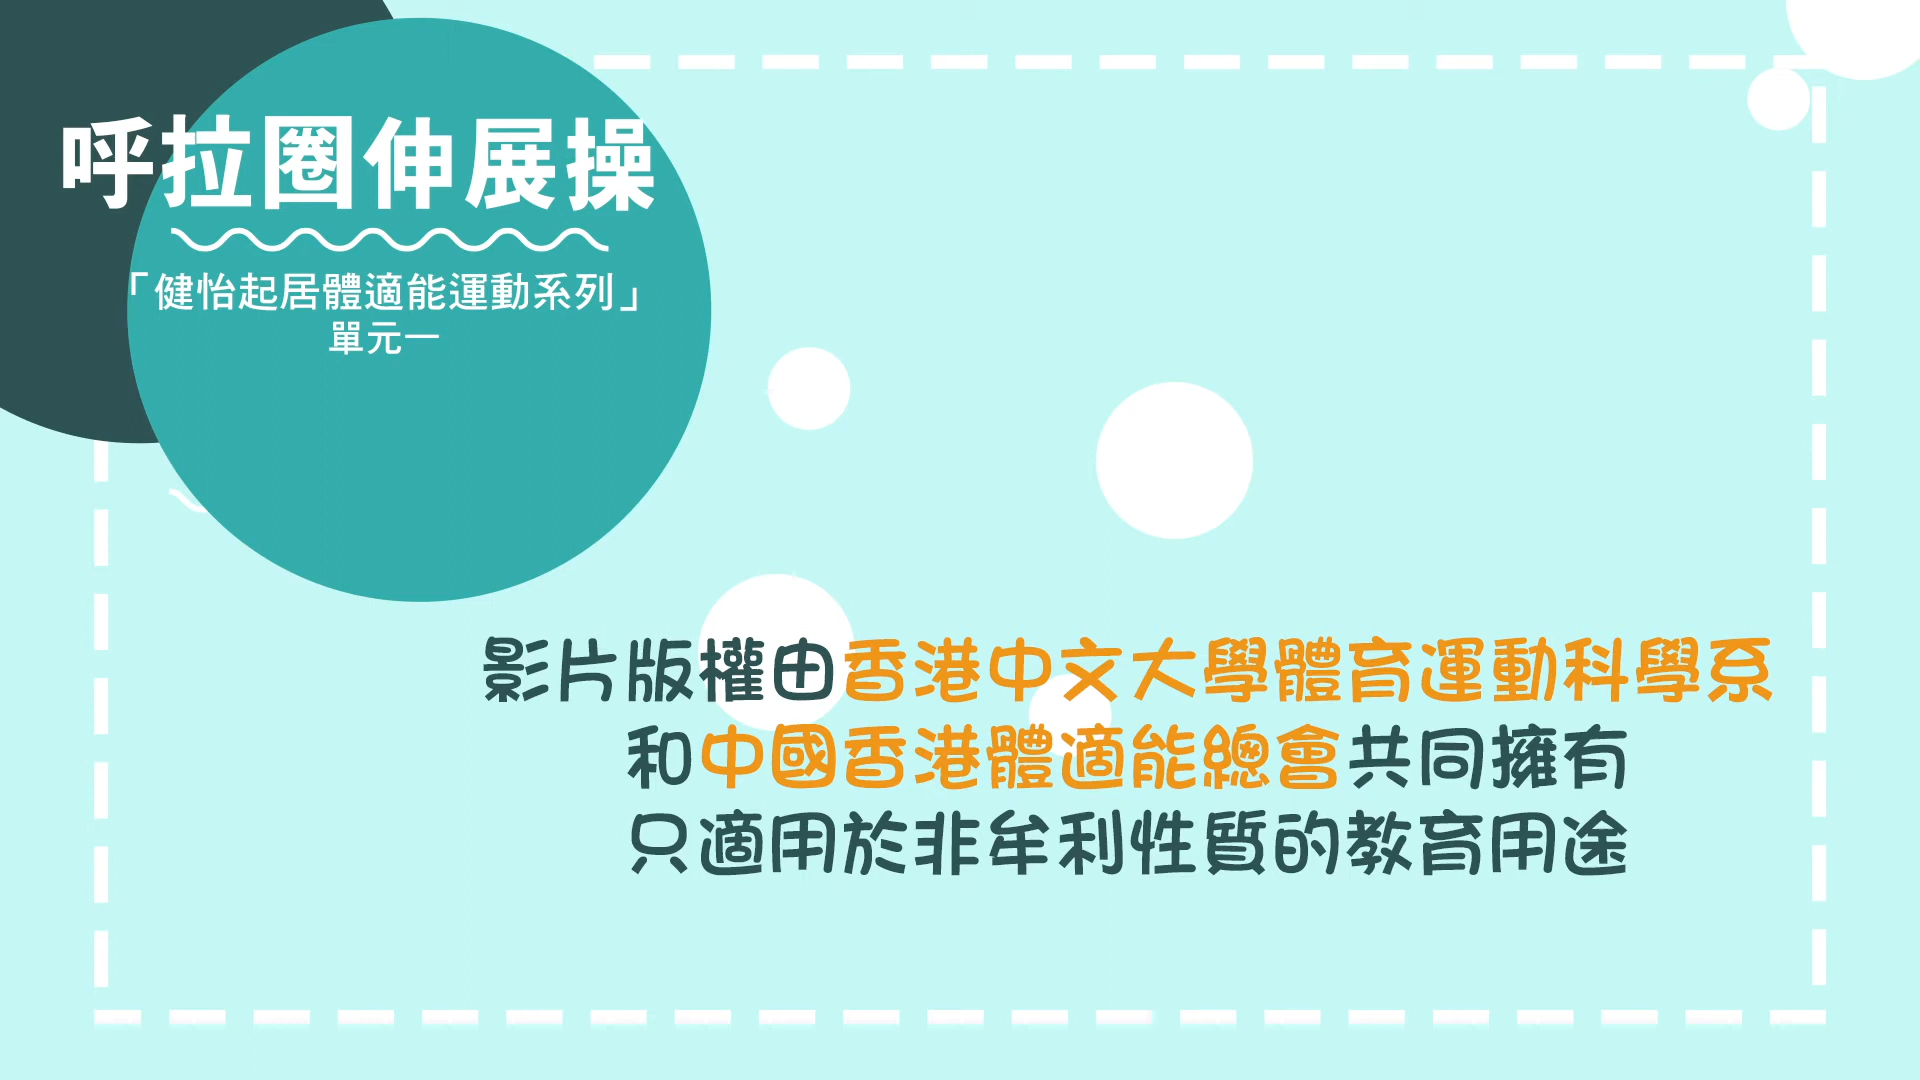 呼拉圈伸展操
「健怡起居體適能運動系列」
單元一
影片版權由香港中文大學體育運動科學系
和中國香港體適能總會共同擁有
只適用於非牟利性質的教育用途